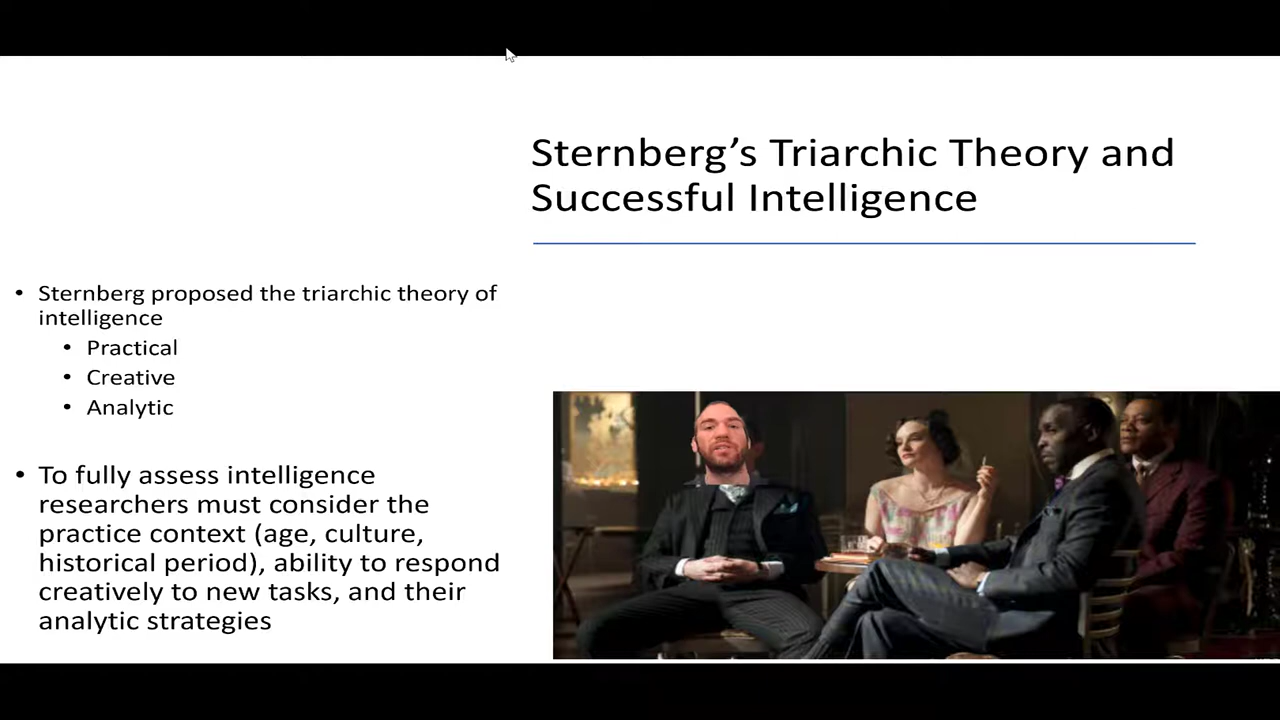 Sternberg’s Triarchic Theory and
Successful Intelligence
• Sternberg proposed the triarchic theory of
intelligence
• Practical
• Creative
• Analytic
• To fully assess intelligence
researchers must consider the
practice context (age, culture,
historical period), ability to respond
creatively to new tasks, and their
analytic strategies